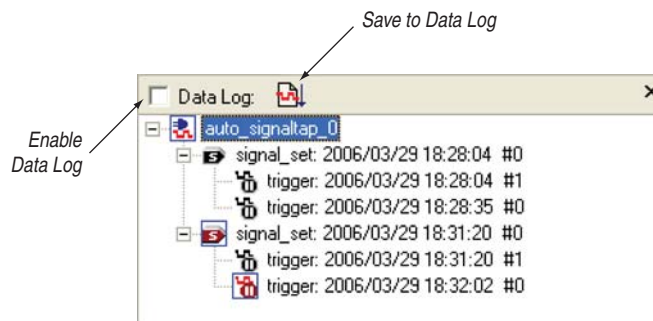 Save to Data Log
Data Log:
Enable
Data Log
auto_signaltap_0
signal_set: 2006/03/29 18:28:04 #0
trigger: 2006/03/29 18:28:04 #1
trigger: 2006/03/29 18:28:35 #0
signal_set: 2006/03/29 18:31:20 #0
trigger: 2006/03/29 18:31:20 #1
trigger: 2006/03/29 18:32:02 #0